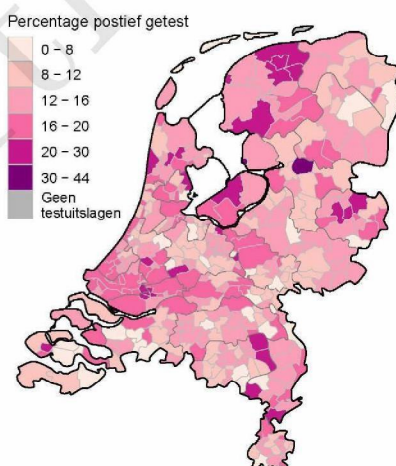 Percentage postief getest
0 – 8
8 – 12
12 – 16
16 – 20
20 – 30
30 – 44
Geen
testuitslagen